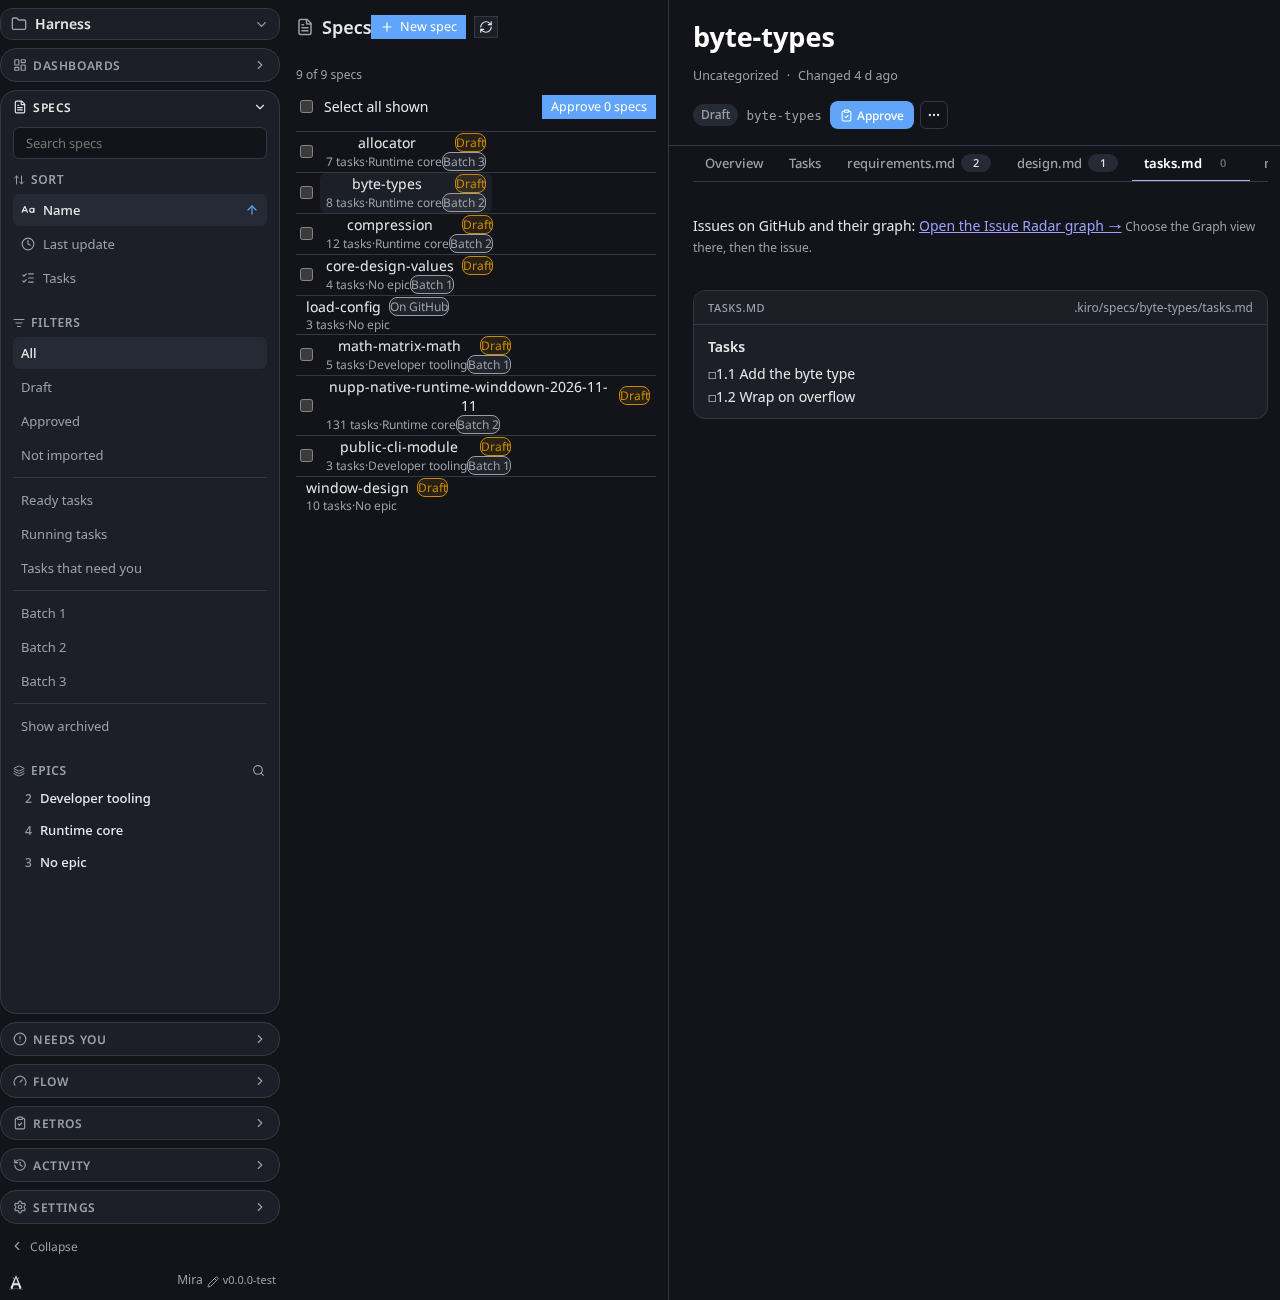 Harness
DASHBOARDS
SPECS
Search specs
SORT
Name
Last update
Tasks
FILTERS
All
Draft
Approved
Not imported
Ready tasks
Running tasks
Tasks that need you
Batch 1
Batch 2
Batch 3
Show archived
EPICS
2 Developer tooling
4 Runtime core
3 No epic
NEEDS YOU
FLOW
RETROS
ACTIVITY
SETTINGS
Collapse
Mira v0.0.0-test
Specs
New spec
9 of 9 specs
Select all shown
Approve 0 specs
allocator Draft
7 tasks·Runtime core Batch 3
byte-types Draft
8 tasks·Runtime core Batch 2
compression Draft
12 tasks·Runtime core Batch 2
core-design-values Draft
4 tasks·No epic Batch 1
load-config On GitHub
3 tasks·No epic
math-matrix-math Draft
5 tasks·Developer tooling Batch 1
nupp-native-runtime-winddown-2026-11-
11 Draft
131 tasks·Runtime core Batch 2
public-cli-module Draft
3 tasks·Developer tooling Batch 1
window-design Draft
10 tasks·No epic
byte-types
Uncategorized · Changed 4 d ago
Draft byte-types Approve
Overview Tasks requirements.md 2 design.md 1 tasks.md 0
Issues on GitHub and their graph: Open the Issue Radar graph → Choose the Graph view
there, then the issue.
TASKS.MD .kiro/specs/byte-types/tasks.md
Tasks
1.1 Add the byte type
1.2 Wrap on overflow